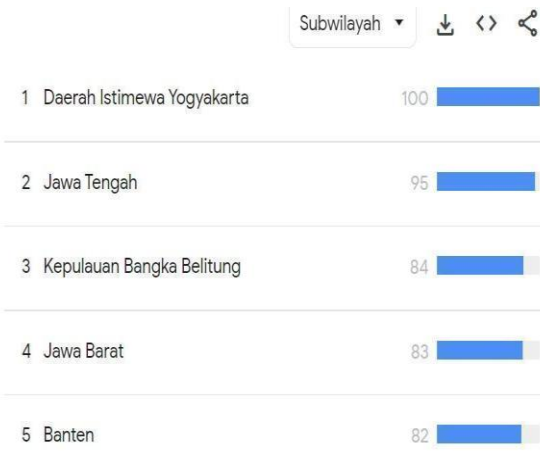 Subwilayah
1 Daerah Istimewa Yogyakarta 100
2 Jawa Tengah 95
3 Kepulauan Bangka Belitung 84
4 Jawa Barat 83
5 Banten 82